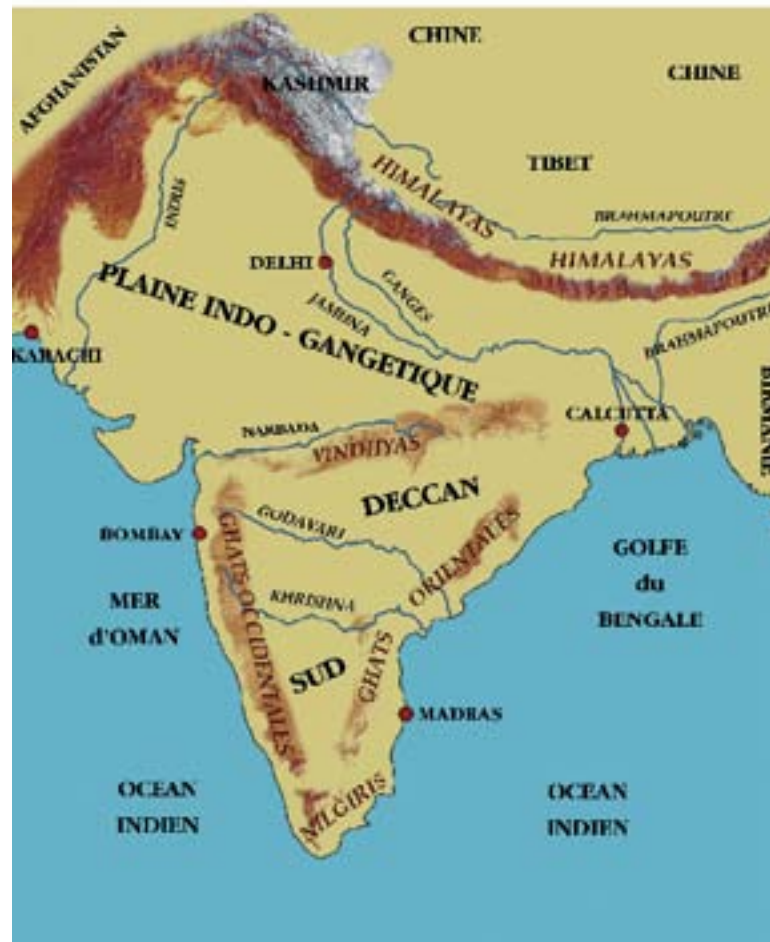 CHINE
AFGHANISTAN
CHINE
KASHMIR
TIBET
HIMALAYAS
INDRIS
BRAHMAPOUTRE
HIMALAYAS
DELHI
GANGES
PLAINE INDO - GANGETIQUE
JAMUNA
BRAHMAPOUTRE
KARACHI
BIRMANIE
CALCUTTA
NARBADA
VINDHYAS
DECCAN
GODAVARI
BOMBAY
GHATS OCCIDENTALES
ORIENTALES
GOLFE
du
BENGALE
MER
d'OMAN
KHRISHNA
SUD
GHATS
MADRAS
OCEAN
INDIEN
NILGIRIS
OCEAN
INDIEN